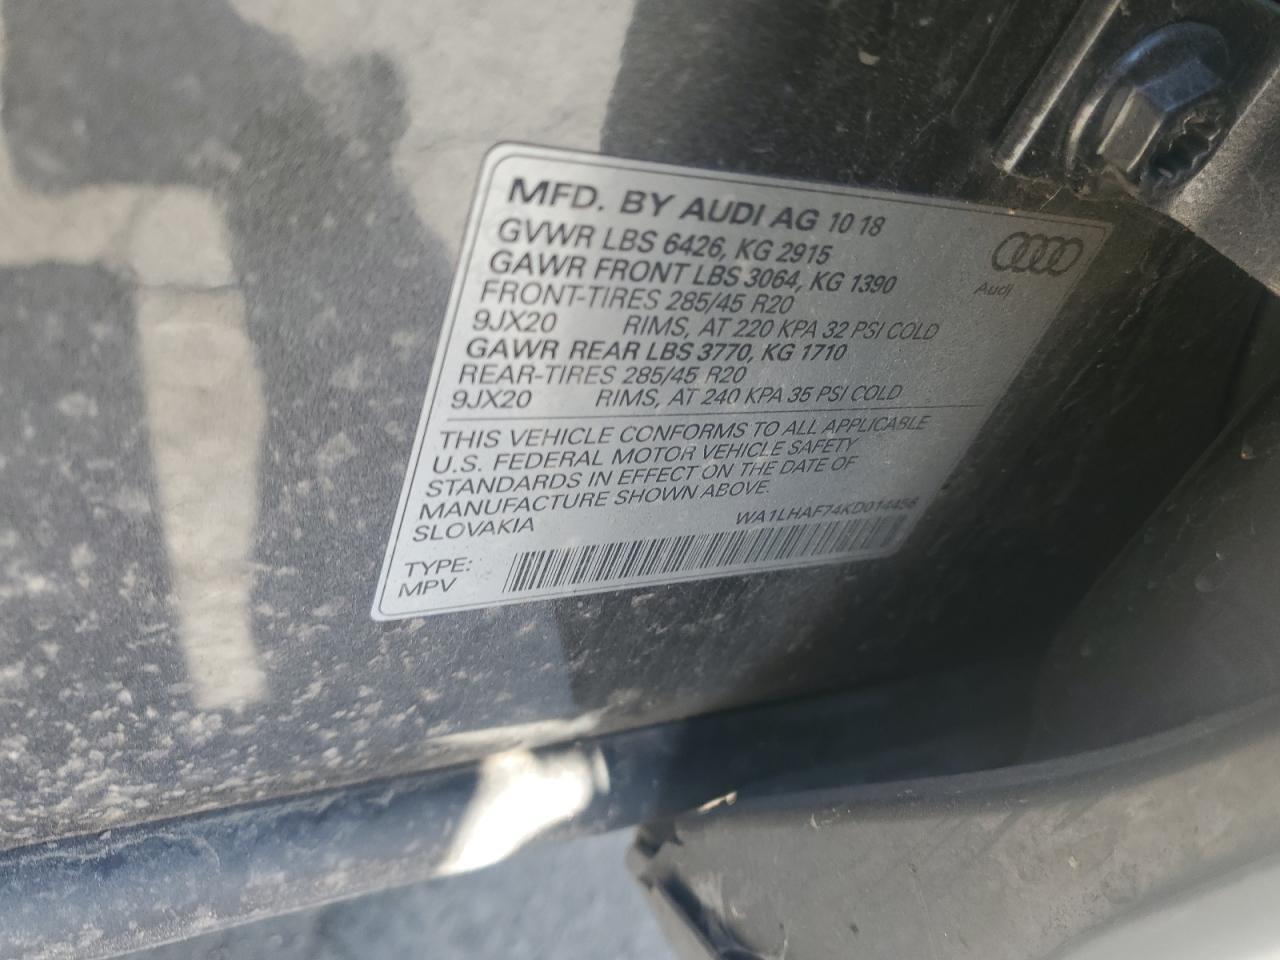 MFD. BY AUDI AG 10 18
GVWR LBS 6426, KG 2915
GAWR FRONT LBS 3064, KG 1390
FRONT-TIRES 285/45 R20
9JX20 RIMS, AT 220 KPA 32 PSI COLD
GAWR REAR LBS 3770, KG 1710
REAR-TIRES 285/45 R20
9JX20 RIMS, AT 240 KPA 35 PSI COLD
Audi
THIS VEHICLE CONFORMS TO ALL APPLICABLE
U.S. FEDERAL MOTOR VEHICLE SAFETY
STANDARDS IN EFFECT ON THE DATE OF
MANUFACTURE SHOWN ABOVE.
SLOVAKIA
WA1LHAF74KD014456
TYPE:
MPV